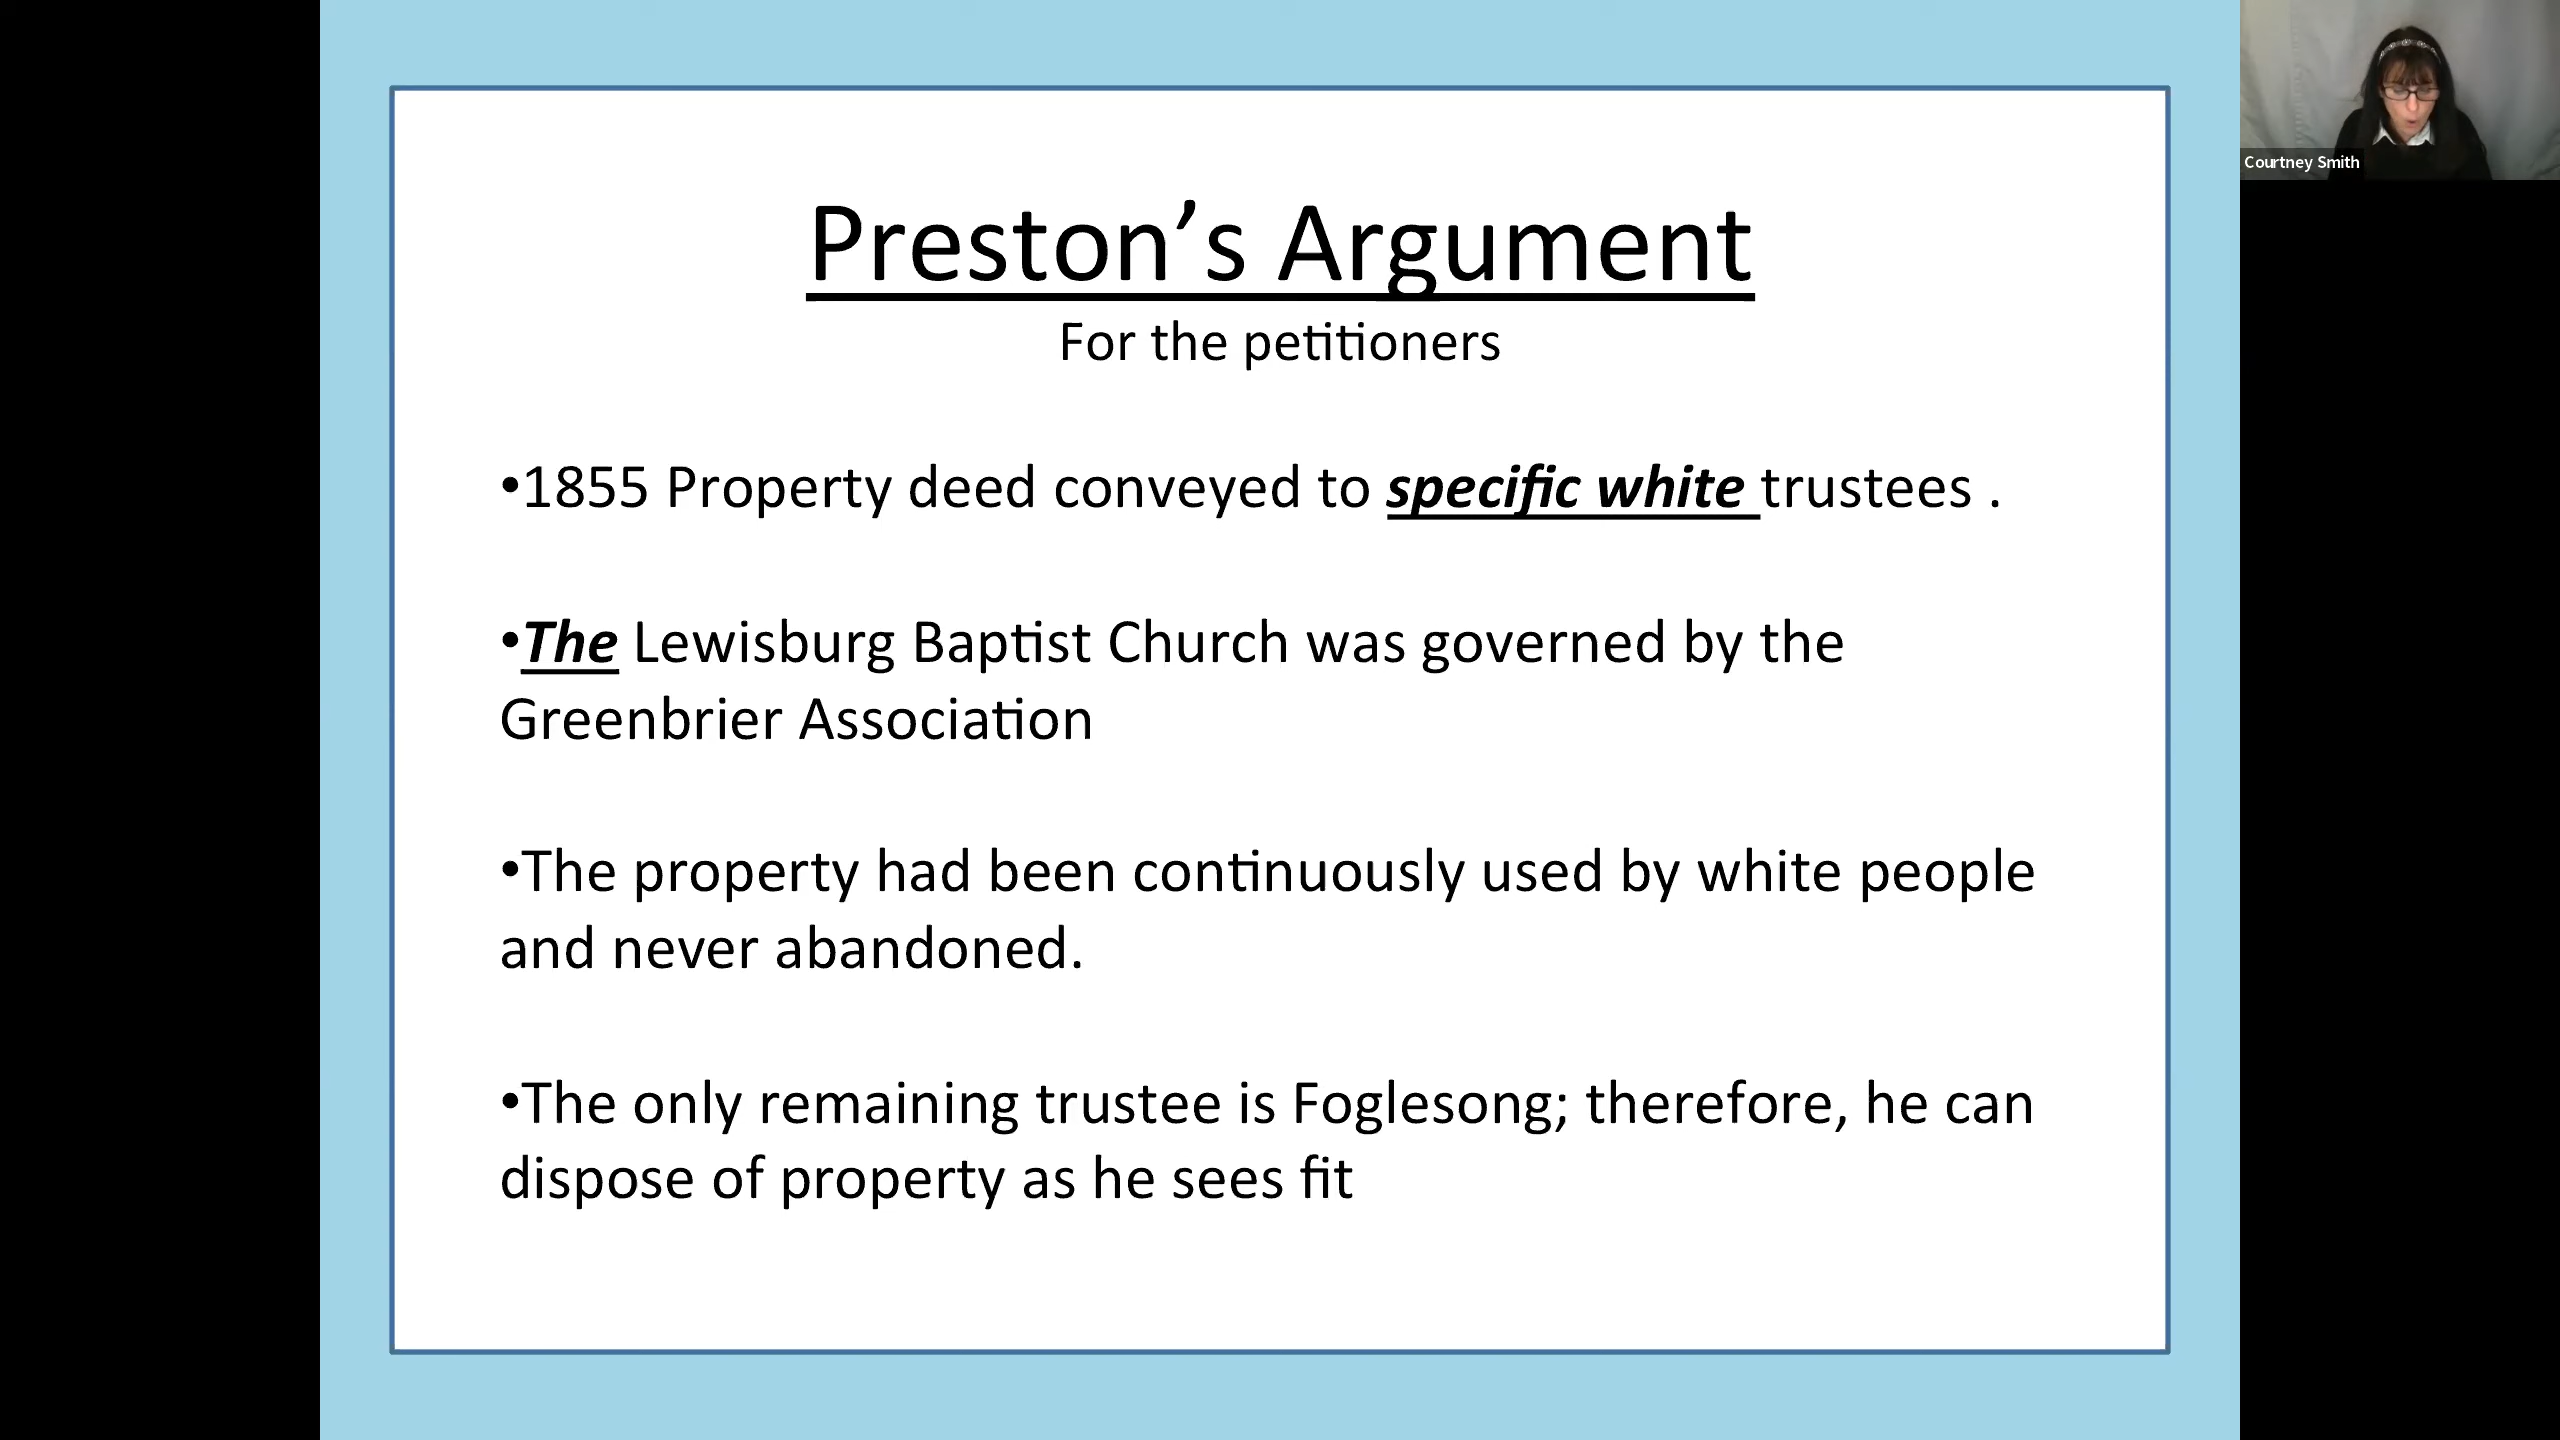 Preston’s Argument
For the petitioners
•1855 Property deed conveyed to specific white trustees .
•The Lewisburg Baptist Church was governed by the
Greenbrier Association
•The property had been continuously used by white people
and never abandoned.
•The only remaining trustee is Foglesong; therefore, he can
dispose of property as he sees fit
Courtney Smith